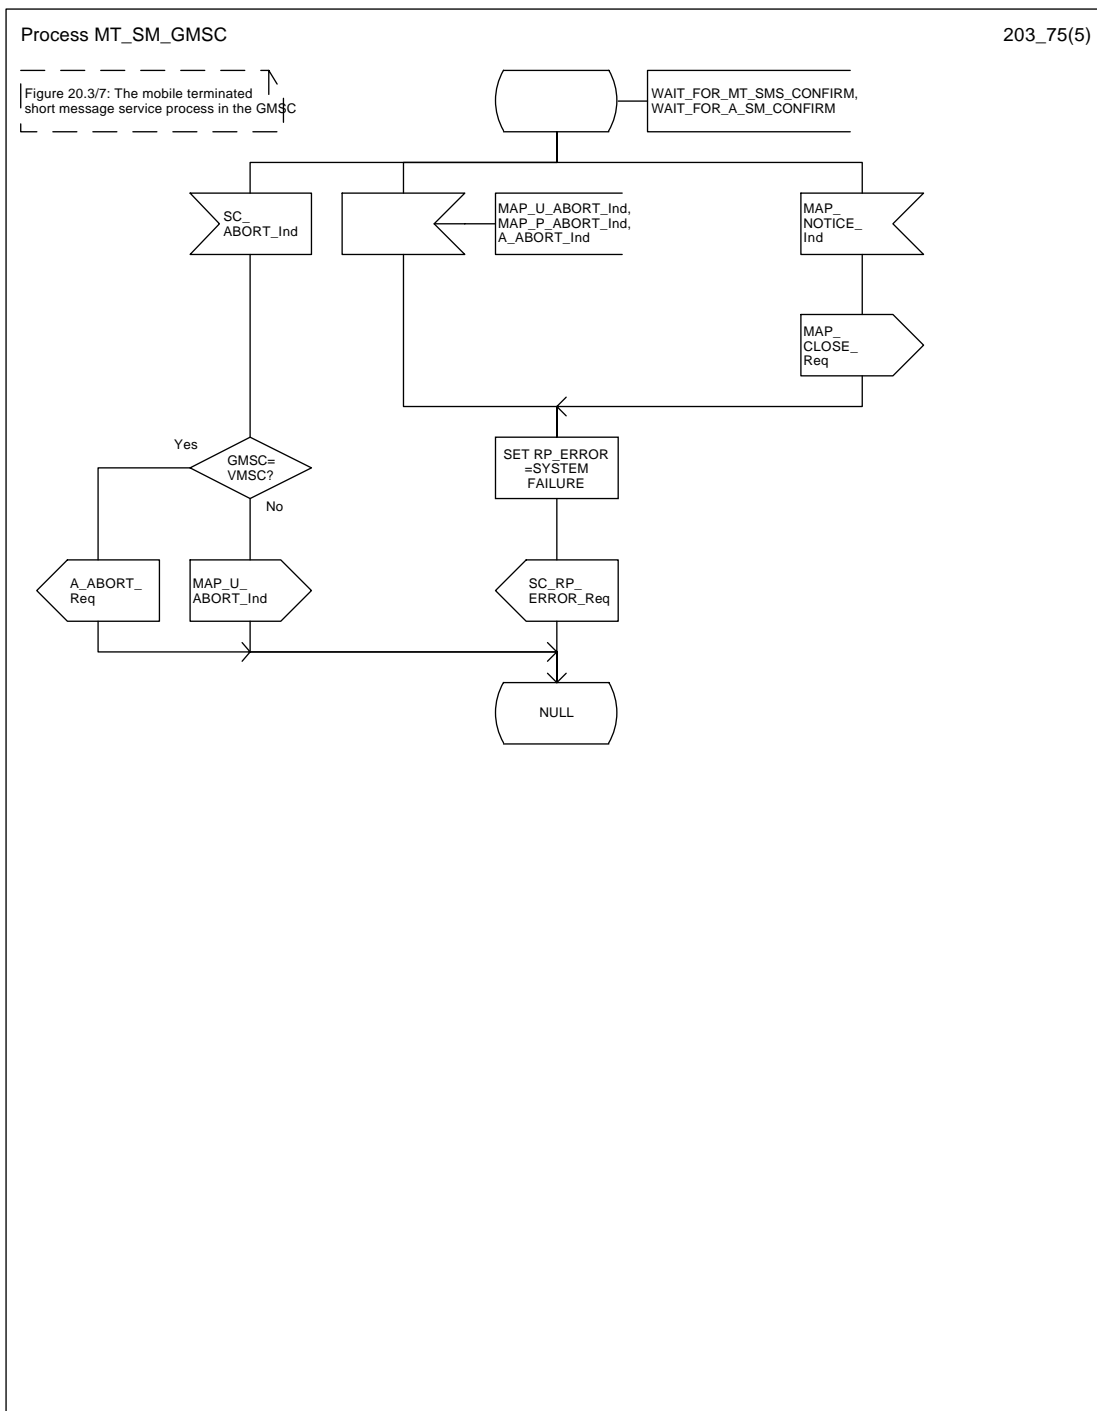 Process MT_SM_GMSC
203_75(5)
Figure 20.3/7: The mobile terminated
short message service process in the GMSC
WAIT_FOR_MT_SMS_CONFIRM,
WAIT_FOR_A_SM_CONFIRM
SC_
ABORT_Ind
MAP_U_ABORT_Ind,
MAP_P_ABORT_Ind,
A_ABORT_Ind
MAP_
NOTICE_
Ind
MAP_
CLOSE_
Req
Yes
GMSC=
VMSC?
No
SET RP_ERROR
=SYSTEM
FAILURE
A_ABORT_
Req
MAP_U_
ABORT_Ind
SC_RP_
ERROR_Req
NULL